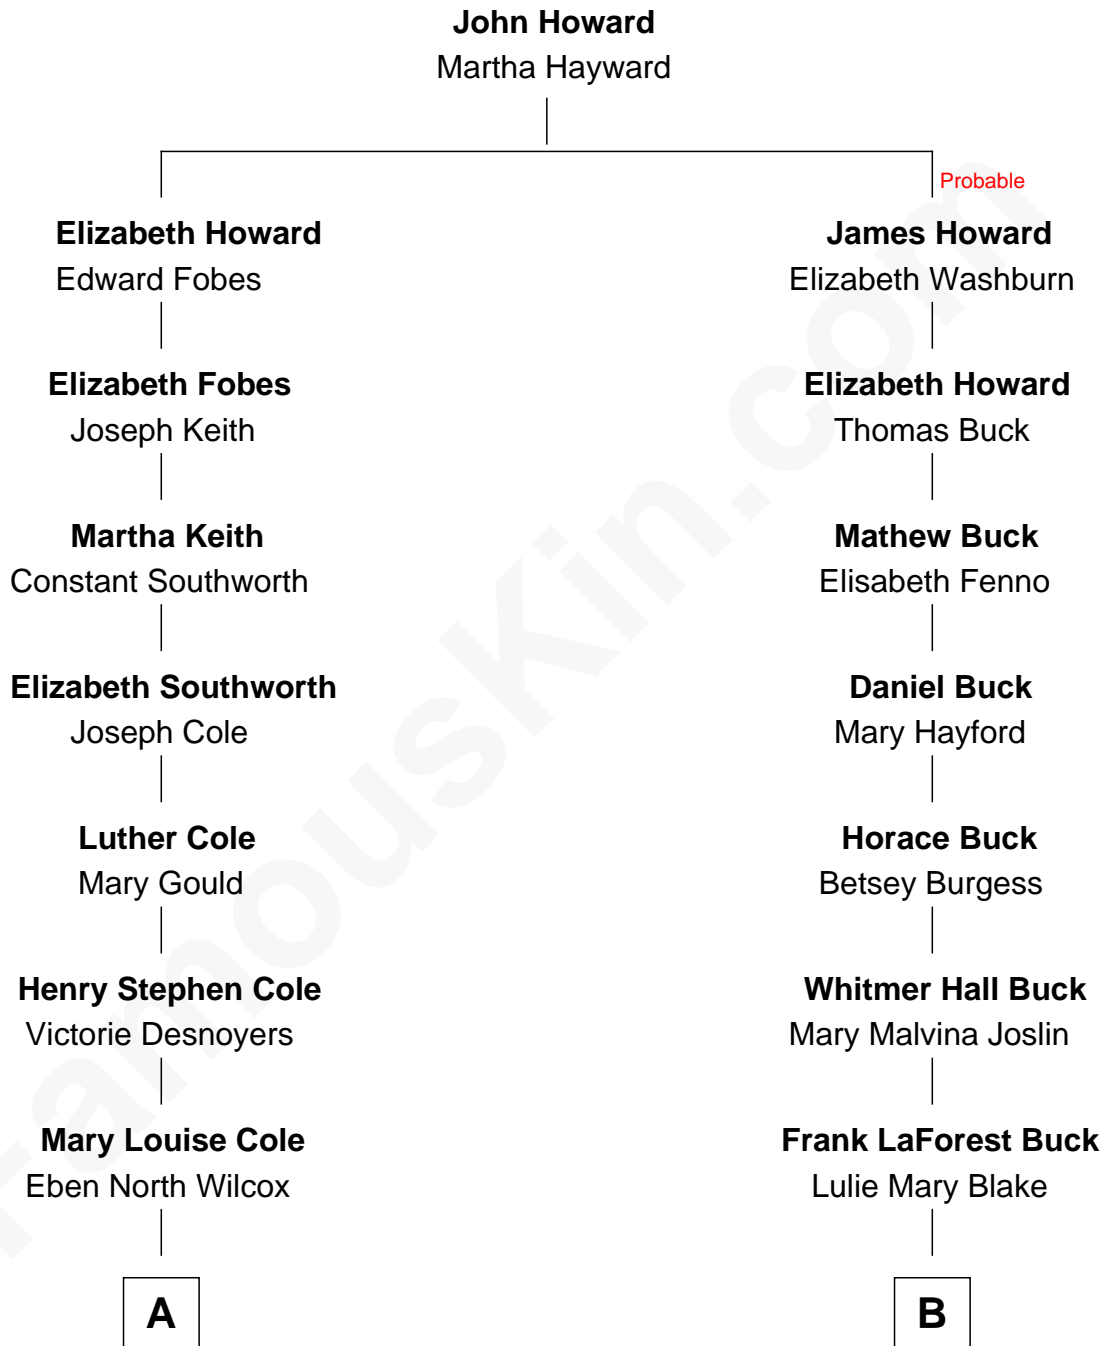 John Howard
Martha Hayward
Probable
Elizabeth Howard
Edward Fobes
James Howard
Elizabeth Washburn
Elizabeth Fobes
Joseph Keith
Elizabeth Howard
Thomas Buck
Martha Keith
Constant Southworth
Mathew Buck
Elisabeth Fenno
Elizabeth Southworth
Joseph Cole
Daniel Buck
Mary Hayford
Luther Cole
Mary Gould
Horace Buck
Betsey Burgess
Henry Stephen Cole
Victorie Desnoyers
Whitmer Hall Buck
Mary Malvina Joslin
Mary Louise Cole
Eben North Wilcox
Frank LaForest Buck
Lulie Mary Blake
A
B
FamousKin.com